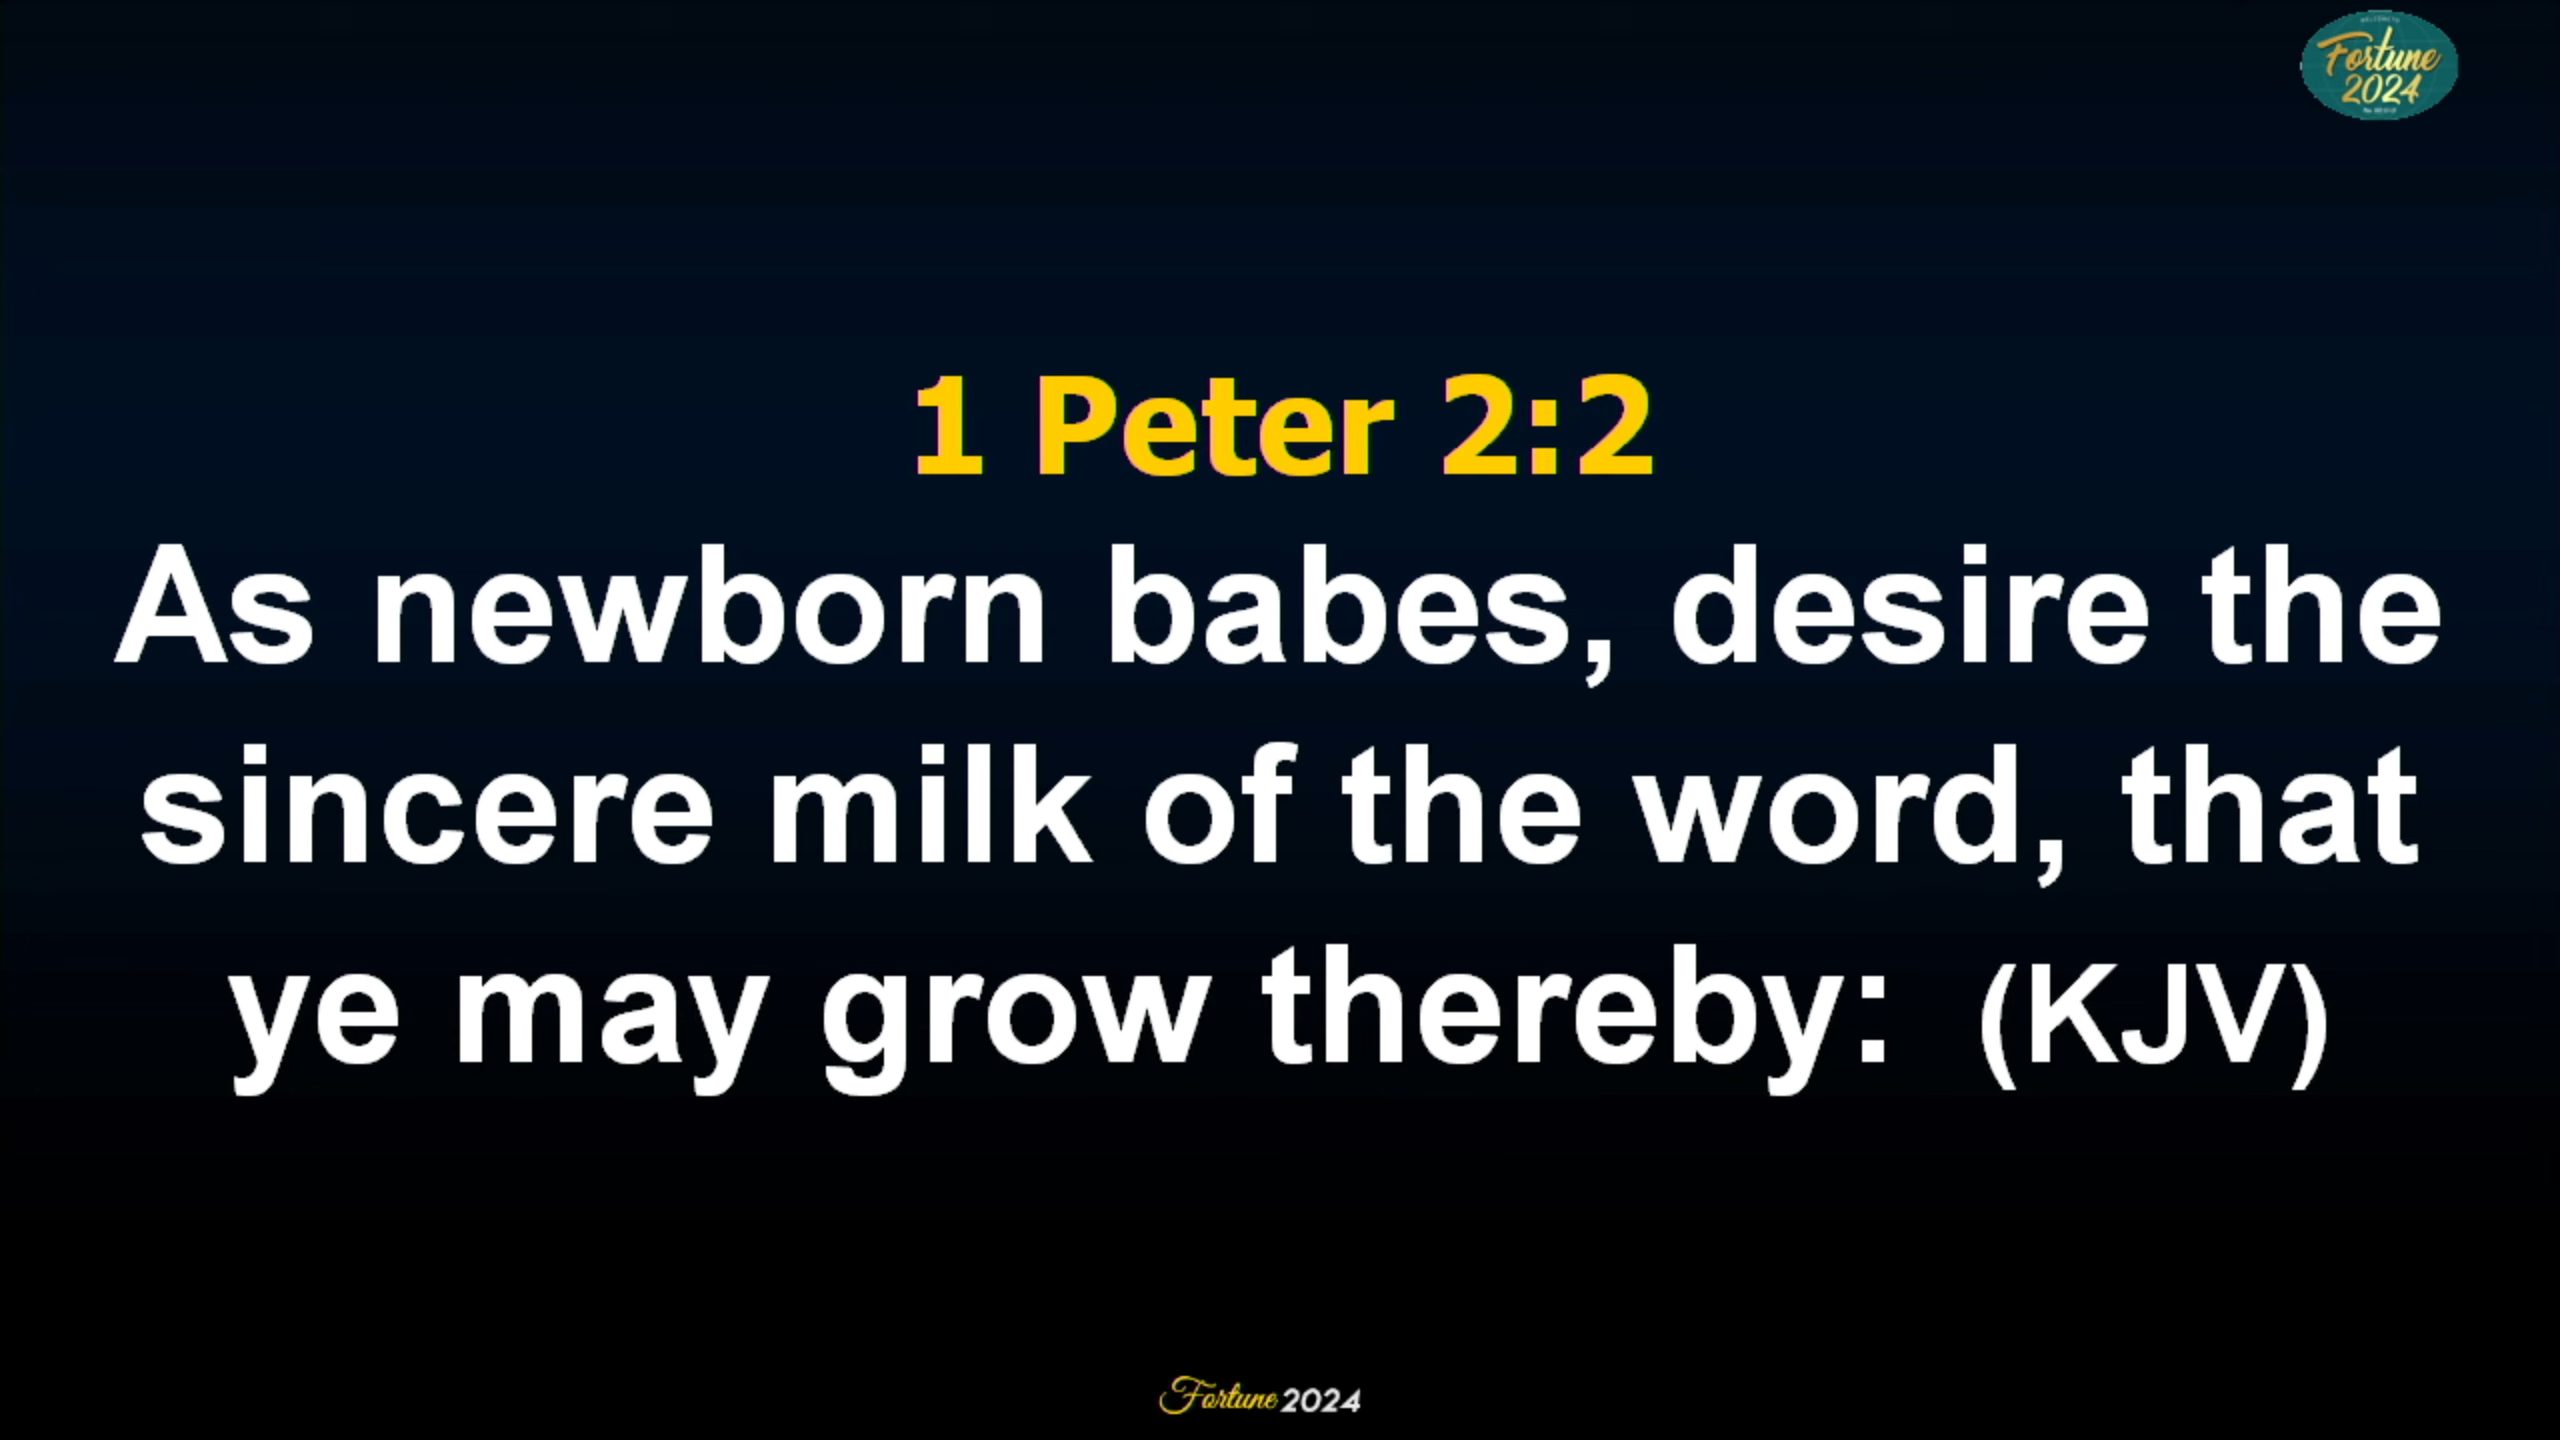 Fortune
2024
1 Peter 2:2
As newborn babes, desire the
sincere milk of the word, that
ye may grow thereby: (KJV)
Fortune 2024